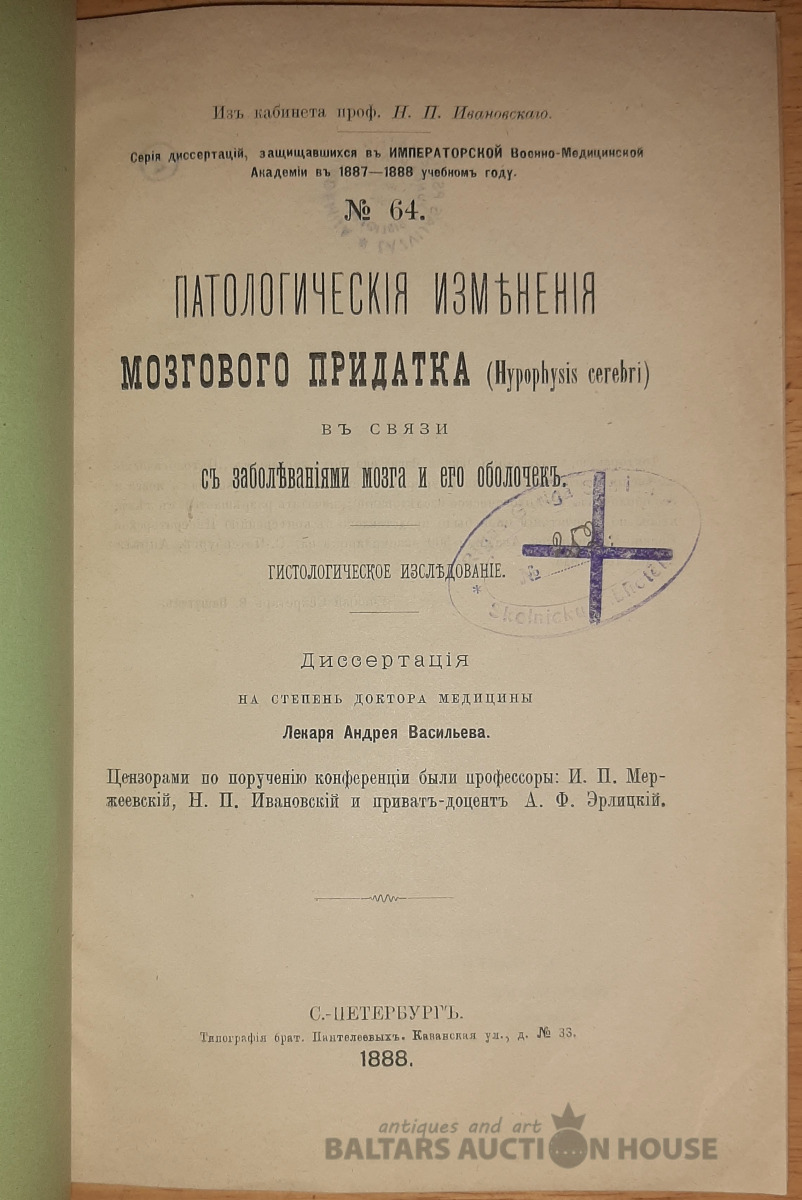 Изъ кабинета проф. Н. П. Ивановскаго.
Серія диссертацій, защищавшихся въ ИМПЕРАТОРСКОЙ Военно-Медицинской
Академіи въ 1887—1888 учебномъ году.
№ 64.
ПАТОЛОГИЧЕСКІЯ ИЗМѢНЕНІЯ
МОЗГОВОГО ПРИДАТКА (Hypophysis cerebri)
ВЪ СВЯЗИ
съ заболѣваніями мозга и его оболочекъ.
ГИСТОЛОГИЧЕСКОЕ ИЗСЛѢДОВАНІЕ.
№
* Skolnieku
Диссертація
НА СТЕПЕНЬ ДОКТОРА МЕДИЦИНЫ
Лекаря Андрея Васильева.
Цензорами по порученію конференціи были профессоры: И. П. Мер-
жеевскій, Н. П. Ивановскій и приватъ-доцентъ А. Ф. Эрлицкій.
С.-ПЕТЕРБУРГЪ.
Типографія брат. Пантелеевыхъ. Казанская ул., д. № 33.
1888.
antiques and art
BALTARS AUCTION HOUSE